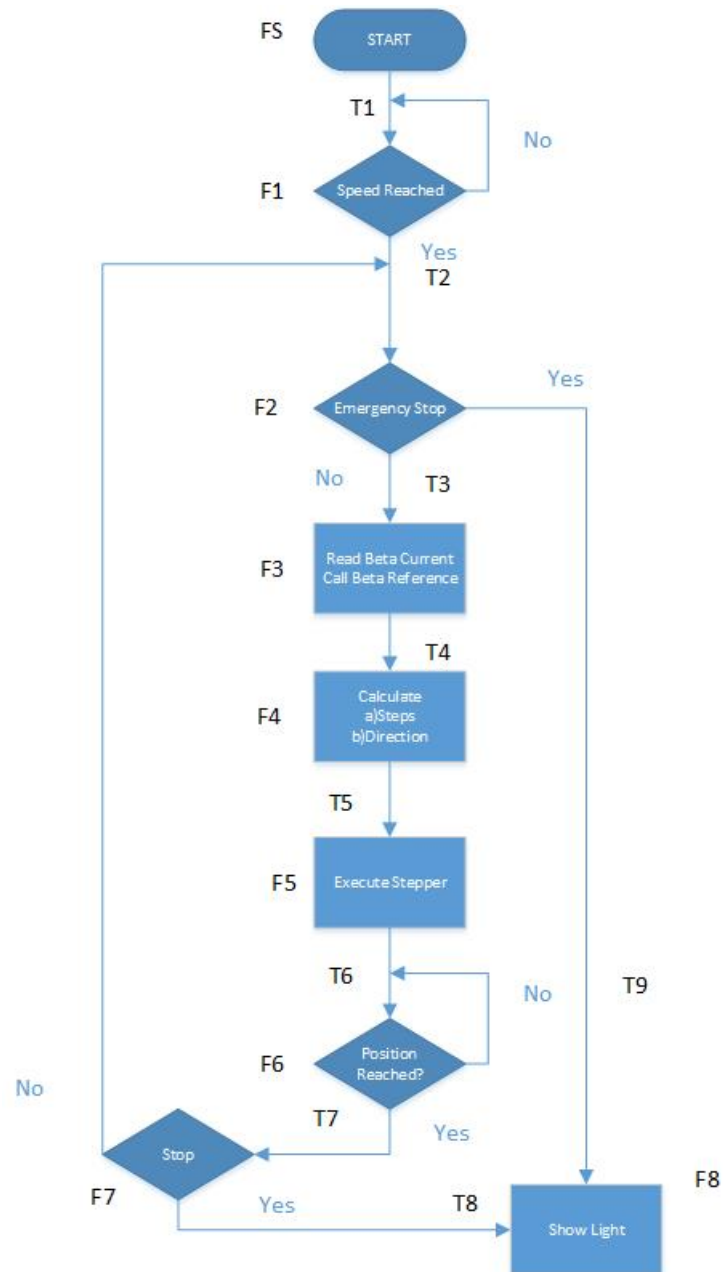 FS
START
T1
No
F1
Speed Reached
Yes
T2
Yes
F2
Emergency Stop
No
T3
F3
Read Beta Current
Call Beta Reference
T4
F4
Calculate
a)Steps
b)Direction
T5
F5
Execute Stepper
T6
No
T9
F6
Position
Reached?
No
T7
Yes
Stop
F7
Yes
T8
F8
Show Light